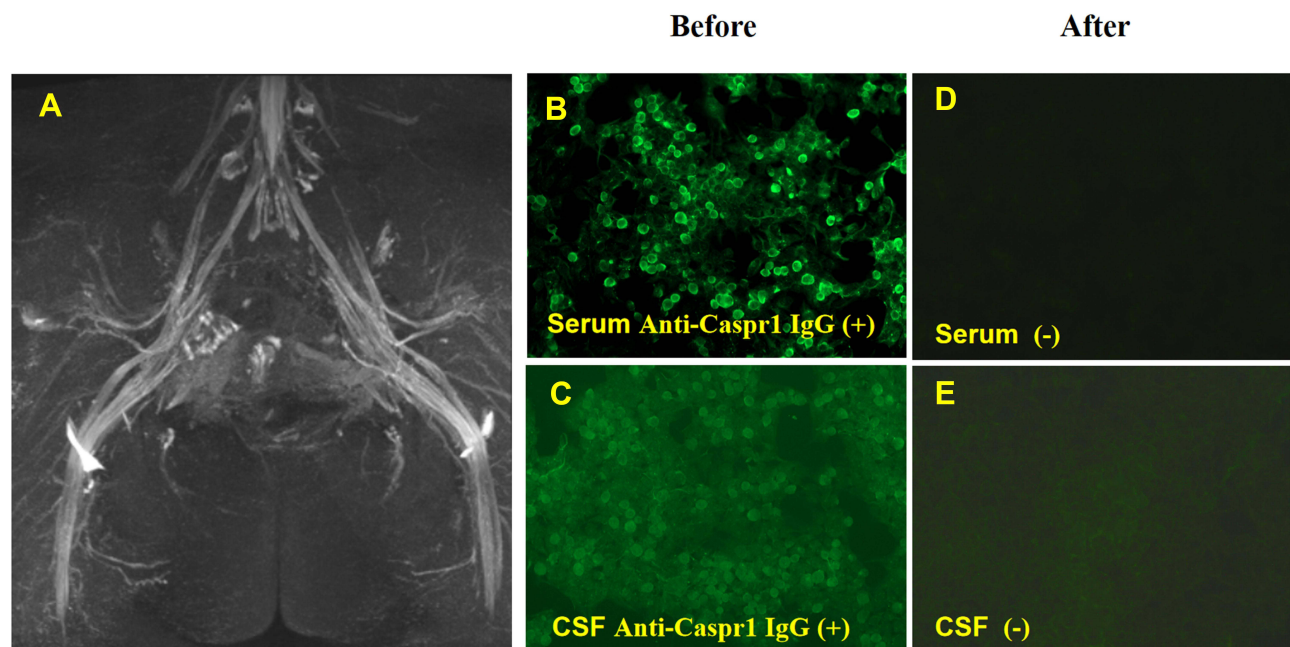 Before
After
A
B
D
Serum Anti-Caspr1 IgG (+)
Serum (-)
C
E
CSF Anti-Caspr1 IgG (+)
CSF (-)